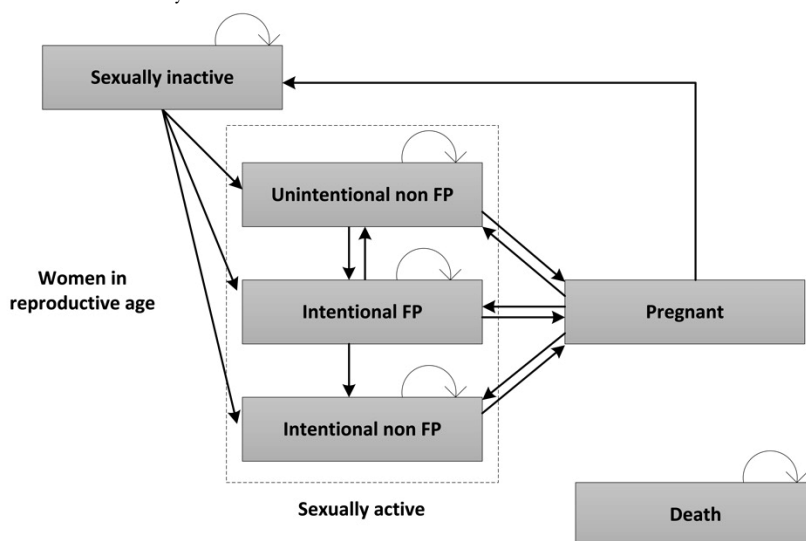 Sexually inactive
Unintentional non FP
Women in
reproductive age
Intentional FP
Pregnant
Intentional non FP
Sexually active
Death